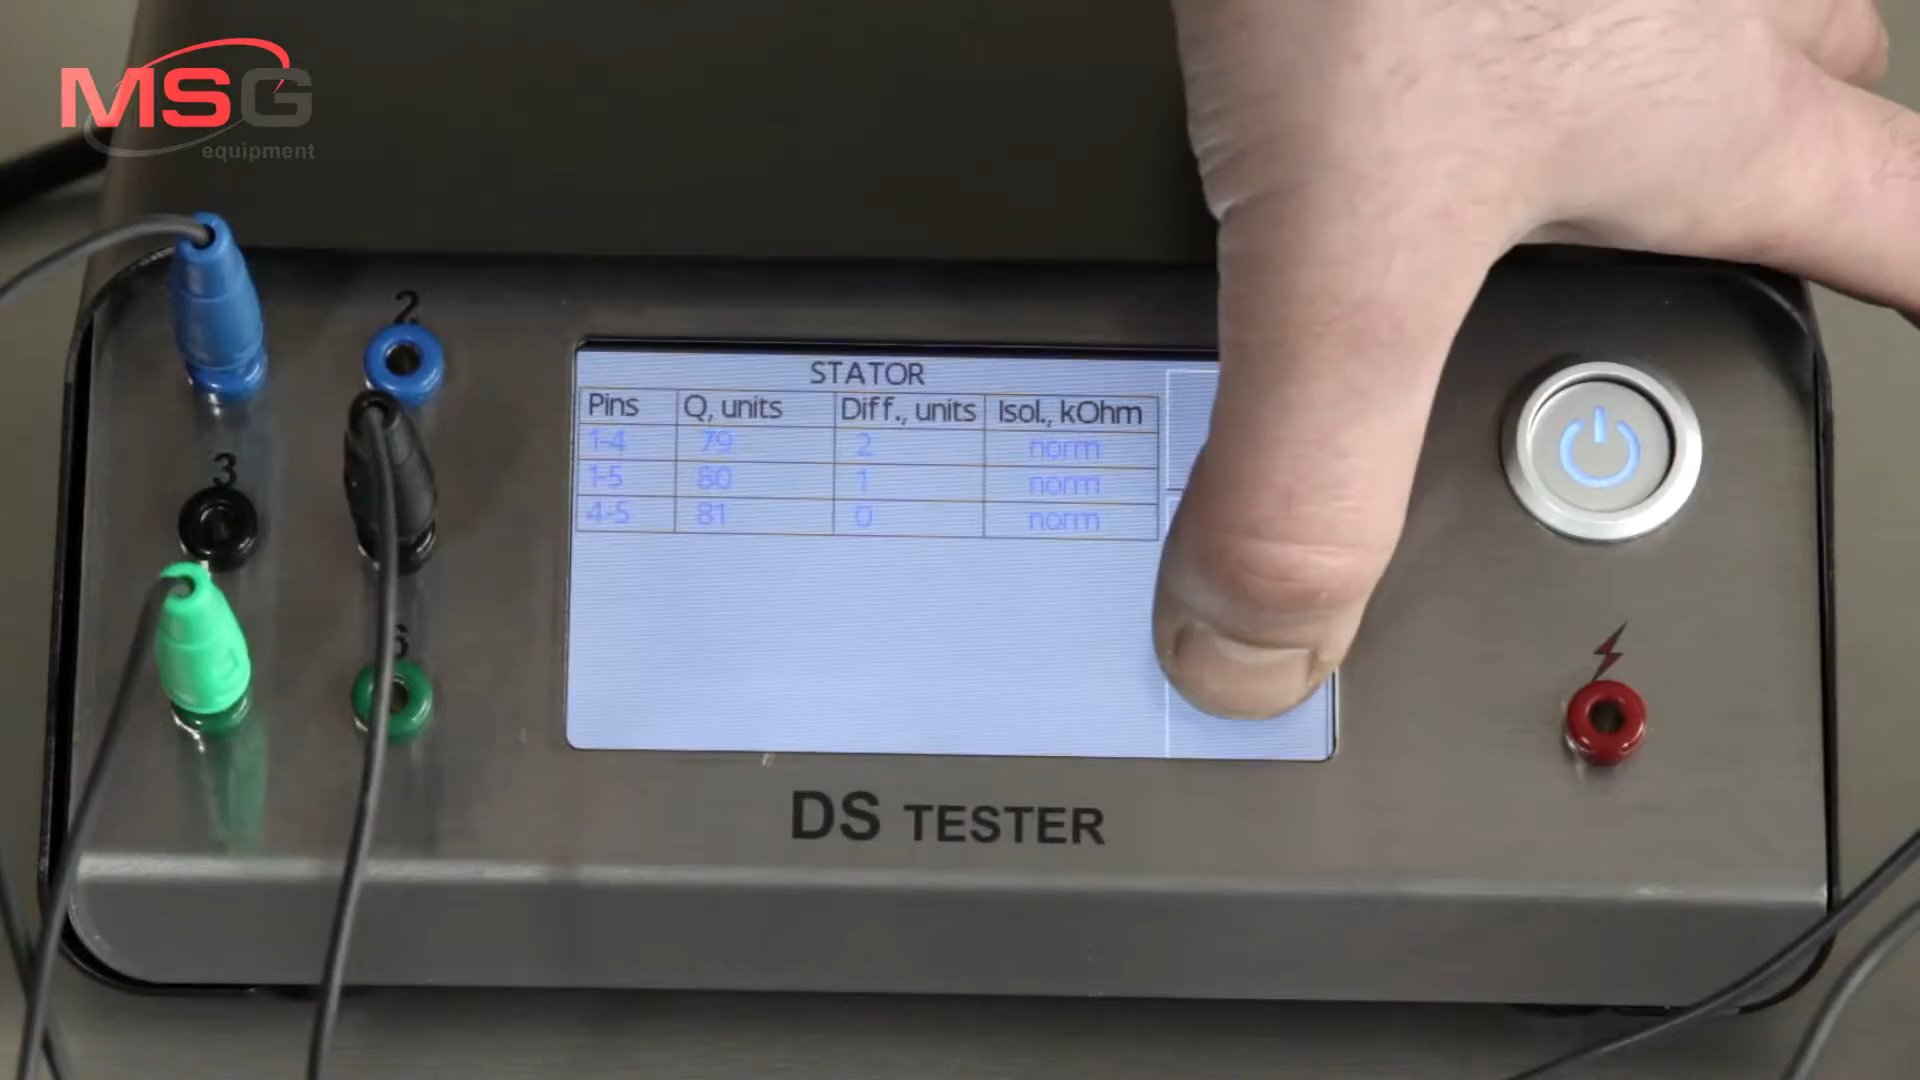 MSG
equipment
2
3
6
STATOR
Pins Q, units Diff., units Isol., kOhm
1-4 79 2 norm
1-5 80 1 norm
4-5 81 0 norm
DS TESTER